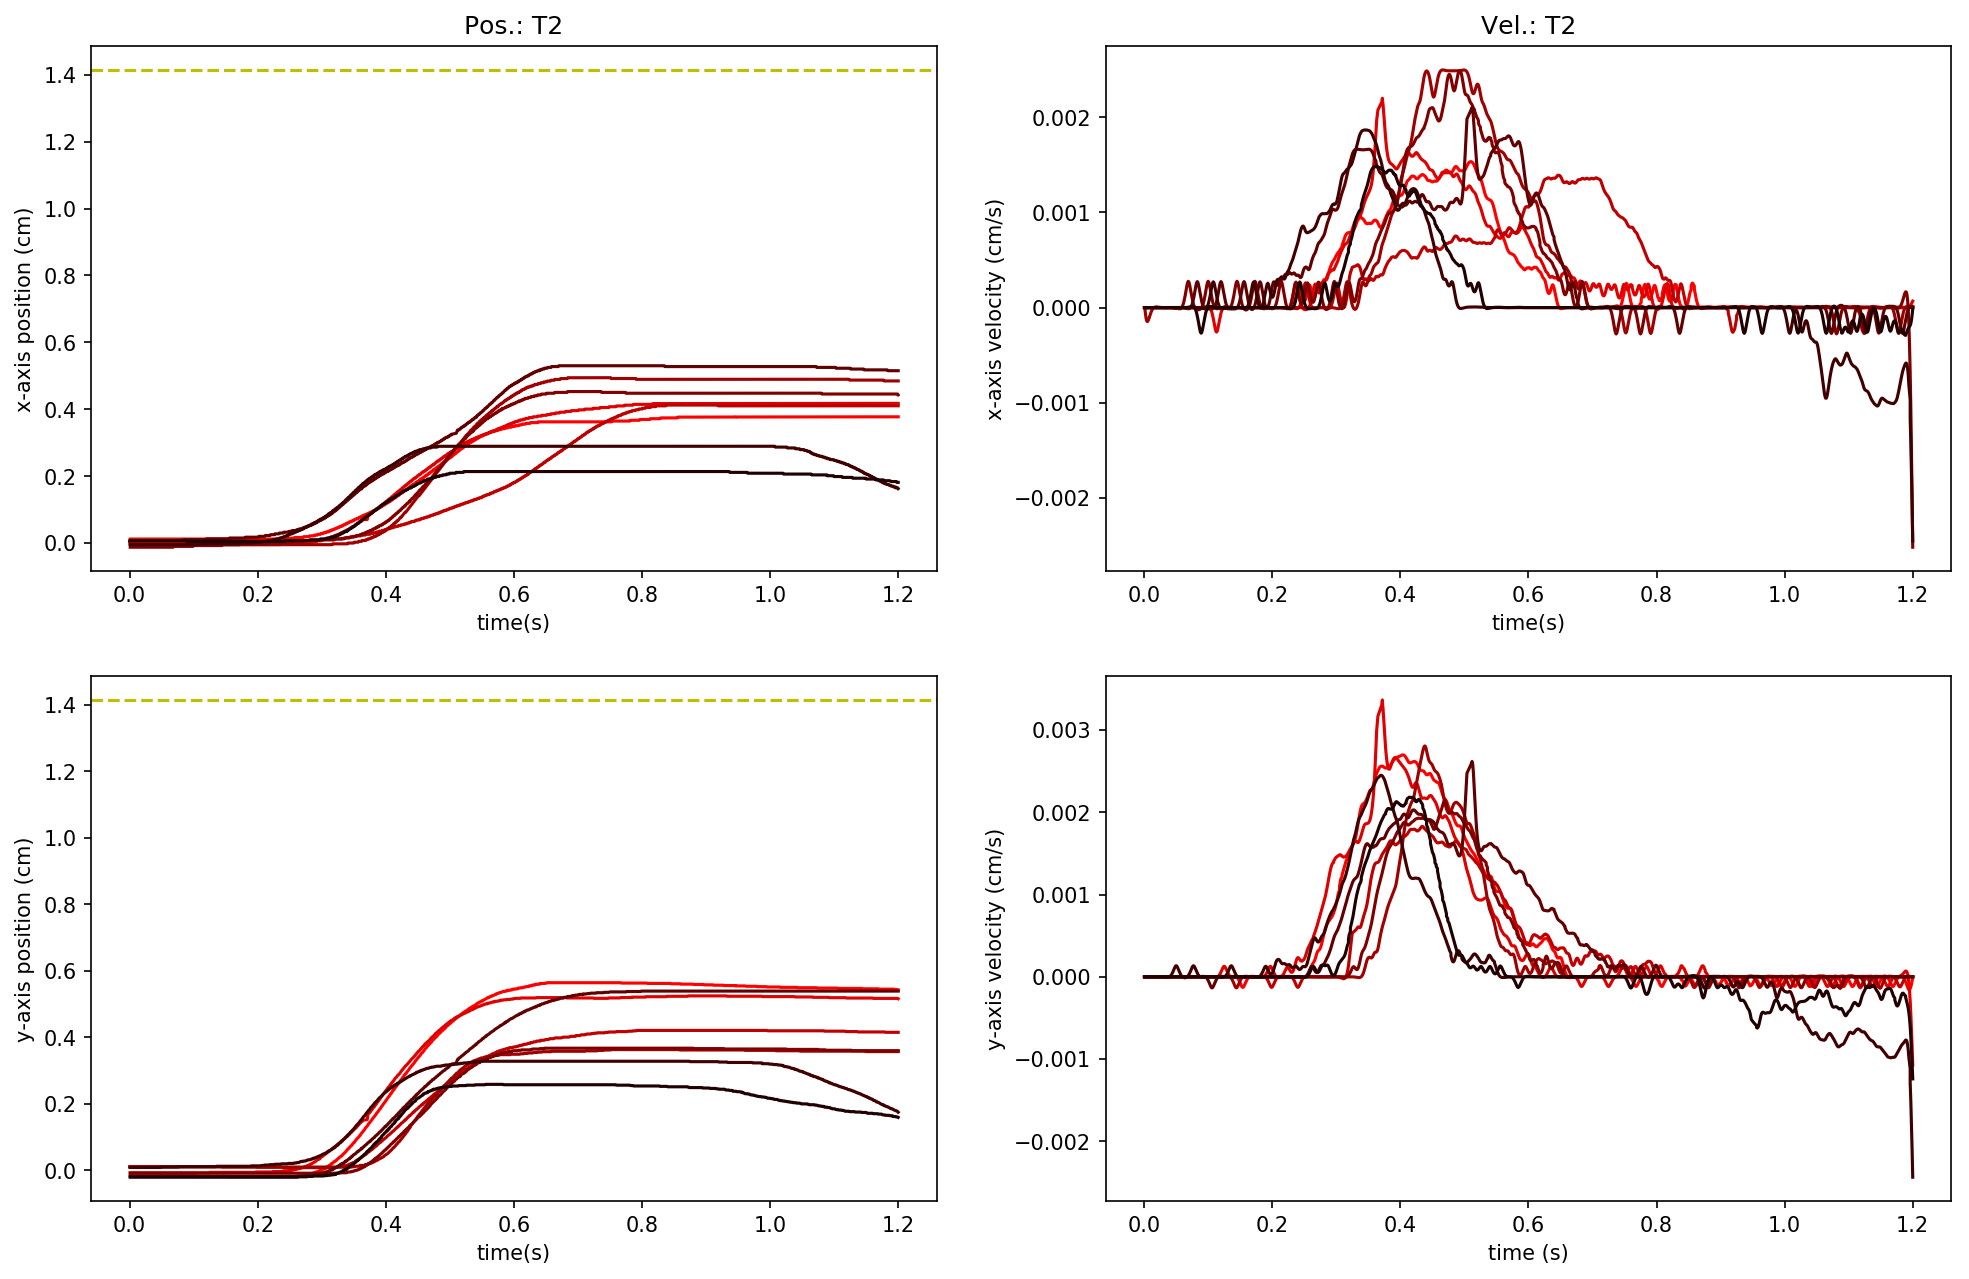 Pos.: T2
Vel.: T2
x-axis position (cm)
1.4
1.2
1.0
0.8
0.6
0.4
0.2
0.0
0.0 0.2 0.4 0.6 0.8 1.0 1.2
time(s)
x-axis velocity (cm/s)
0.002
0.001
0.000
−0.001
−0.002
0.0 0.2 0.4 0.6 0.8 1.0 1.2
time(s)
y-axis position (cm)
1.4
1.2
1.0
0.8
0.6
0.4
0.2
0.0
0.0 0.2 0.4 0.6 0.8 1.0 1.2
time(s)
y-axis velocity (cm/s)
0.003
0.002
0.001
0.000
−0.001
−0.002
0.0 0.2 0.4 0.6 0.8 1.0 1.2
time (s)